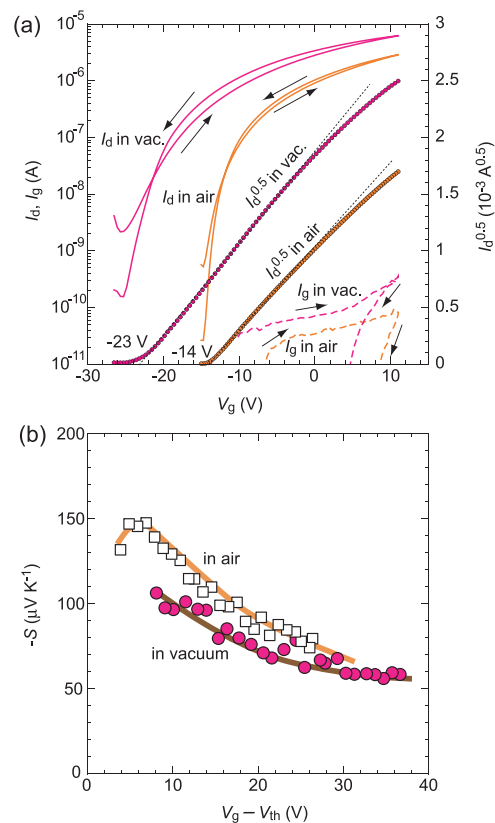 (a)
10⁻⁵
10⁻⁶
10⁻⁷
10⁻⁸
10⁻⁹
10⁻¹⁰
10⁻¹¹
I_d, I_g (A)
3
2.5
2
1.5
1
0.5
0
I_d^0.5 (10⁻³ A^0.5)
I_d in vac.
I_d in air
I_d^0.5 in vac.
I_d^0.5 in air
I_g in vac.
I_g in air
-23 V
-14 V
-30 -20 -10 0 10
V_g (V)
(b)
200
150
100
50
0
-S (μV K⁻¹)
in air
in vacuum
0 10 20 30 40
V_g – V_th (V)